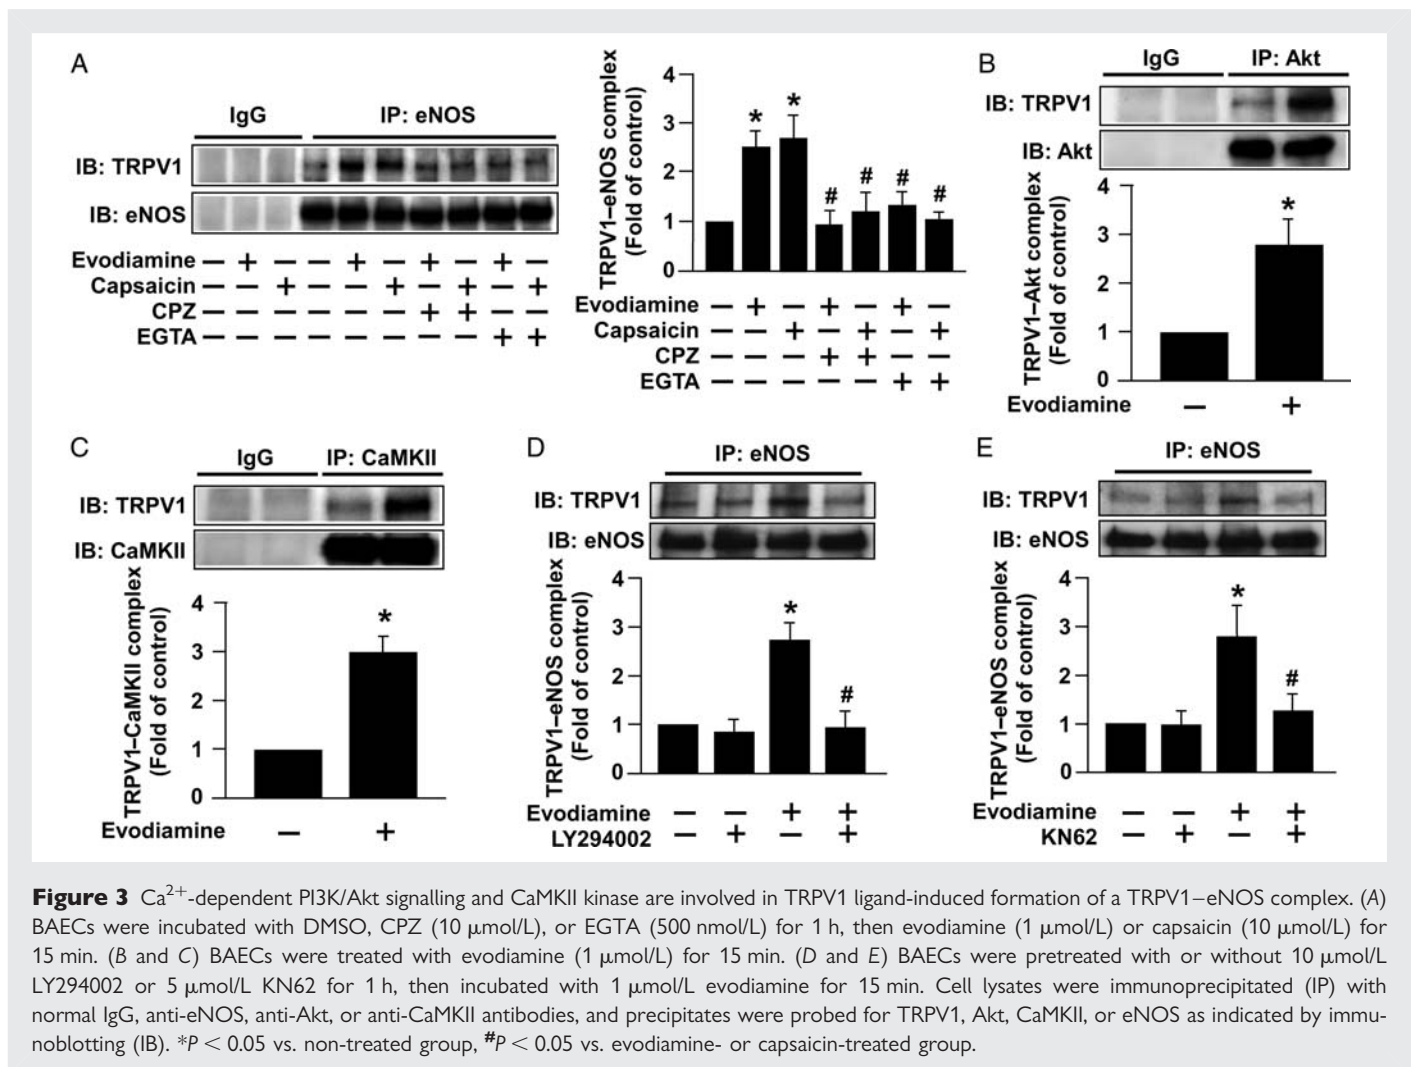 A
IgG IP: eNOS
IB: TRPV1
IB: eNOS
Evodiamine − + − − + − + − + −
Capsaicin − − + − − + − + − +
CPZ − − − − − − + + − −
EGTA − − − − − − − − + +
TRPV1–eNOS complex
(Fold of control)
4
3
2
1
0
* * # # # #
Evodiamine − + − + − + −
Capsaicin − − + − + − +
CPZ − − − + + − −
EGTA − − − − − + +
B
IgG IP: Akt
IB: TRPV1
IB: Akt
TRPV1–Akt complex
(Fold of control)
4
3
2
1
0
*
Evodiamine − +
C
IgG IP: CaMKII
IB: TRPV1
IB: CaMKII
TRPV1–CaMKII complex
(Fold of control)
4
3
2
1
0
*
Evodiamine − +
D
IP: eNOS
IB: TRPV1
IB: eNOS
TRPV1–eNOS complex
(Fold of control)
4
3
2
1
0
* #
Evodiamine − − + +
LY294002 − + − +
E
IP: eNOS
IB: TRPV1
IB: eNOS
TRPV1–eNOS complex
(Fold of control)
4
3
2
1
0
* #
Evodiamine − − + +
KN62 − + − +
Figure 3 Ca2+-dependent PI3K/Akt signalling and CaMKII kinase are involved in TRPV1 ligand-induced formation of a TRPV1–eNOS complex. (A)
BAECs were incubated with DMSO, CPZ (10 μmol/L), or EGTA (500 nmol/L) for 1 h, then evodiamine (1 μmol/L) or capsaicin (10 μmol/L) for
15 min. (B and C) BAECs were treated with evodiamine (1 μmol/L) for 15 min. (D and E) BAECs were pretreated with or without 10 μmol/L
LY294002 or 5 μmol/L KN62 for 1 h, then incubated with 1 μmol/L evodiamine for 15 min. Cell lysates were immunoprecipitated (IP) with
normal IgG, anti-eNOS, anti-Akt, or anti-CaMKII antibodies, and precipitates were probed for TRPV1, Akt, CaMKII, or eNOS as indicated by immu-
noblotting (IB). *P < 0.05 vs. non-treated group, #P < 0.05 vs. evodiamine- or capsaicin-treated group.